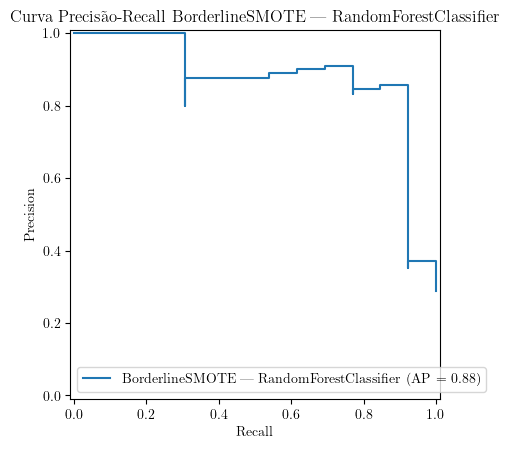 Curva Precisão-Recall BorderlineSMOTE — RandomForestClassifier
1.0
0.8
0.6
0.4
0.2
0.0
Precision
BorderlineSMOTE — RandomForestClassifier (AP = 0.88)
0.0 0.2 0.4 0.6 0.8 1.0
Recall